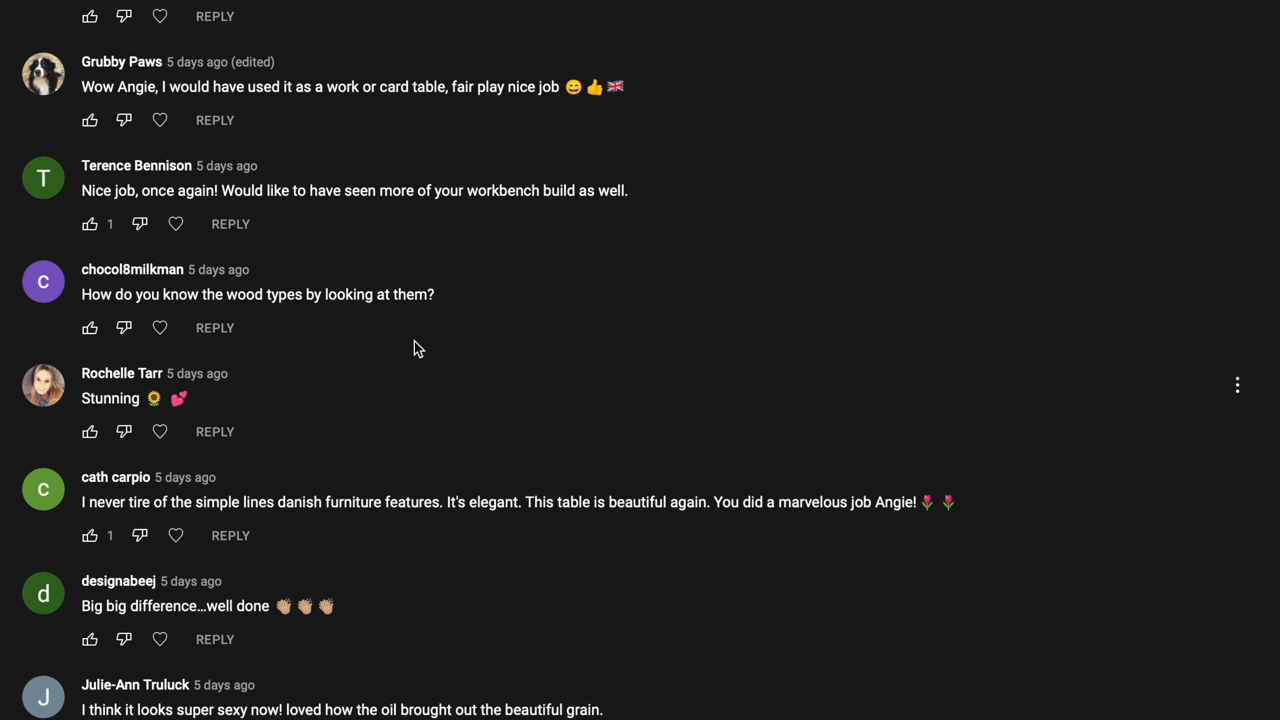 REPLY
Grubby Paws 5 days ago (edited)
Wow Angie, I would have used it as a work or card table, fair play nice job 😄 👍 🇬🇧
REPLY
T
Terence Bennison 5 days ago
Nice job, once again! Would like to have seen more of your workbench build as well.
1 REPLY
c
chocol8milkman 5 days ago
How do you know the wood types by looking at them?
REPLY
Rochelle Tarr 5 days ago
Stunning 🌻 💕
REPLY
c
cath carpio 5 days ago
I never tire of the simple lines danish furniture features. It's elegant. This table is beautiful again. You did a marvelous job Angie! 🌷 🌷
1 REPLY
d
designabeej 5 days ago
Big big difference...well done 👏🏼 👏🏼 👏🏼
REPLY
J
Julie-Ann Truluck 5 days ago
I think it looks super sexy now! loved how the oil brought out the beautiful grain.